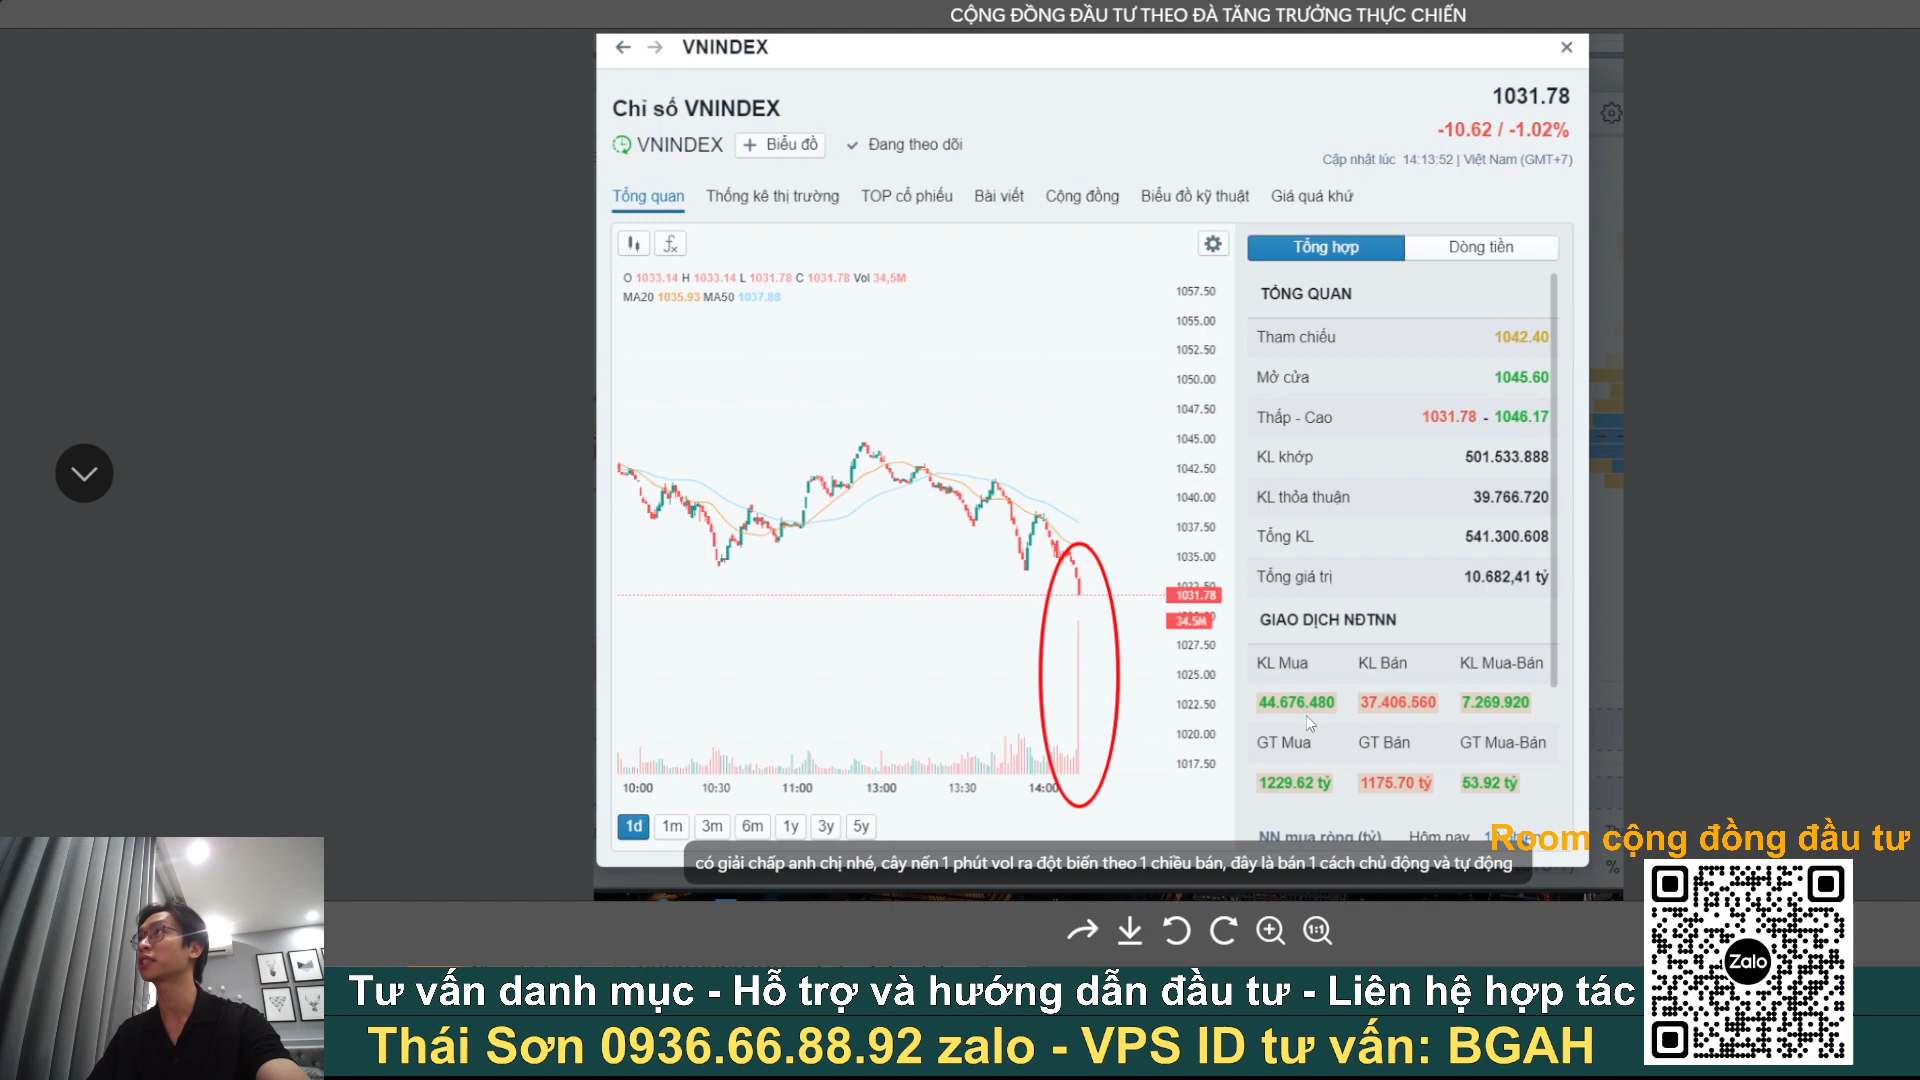 CỘNG ĐỒNG ĐẦU TƯ THEO ĐÀ TĂNG TRƯỞNG THỰC CHIẾN
VNINDEX
Chỉ số VNINDEX
1031.78
-10.62 / -1.02%
VNINDEX
Biểu đồ
Đang theo dõi
Cập nhật lúc 14:13:52 | Việt Nam (GMT+7)
Tổng quan Thống kê thị trường TOP cổ phiếu Bài viết Cộng đồng Biểu đồ kỹ thuật Giá quá khứ
O 1033.14 H 1033.14 L 1031.78 C 1031.78 Vol 34,5M
MA20 1035.93 MA50 1037.88
1057.50
1055.00
1052.50
1050.00
1047.50
1045.00
1042.50
1040.00
1037.50
1035.00
1031.78
34.5M
1027.50
1025.00
1022.50
1020.00
1017.50
10:00 10:30 11:00 13:00 13:30 14:00
1d 1m 3m 6m 1y 3y 5y
Tổng hợp Dòng tiền
TỔNG QUAN
Tham chiếu 1042.40
Mở cửa 1045.60
Thấp - Cao 1031.78 - 1046.17
KL khớp 501.533.888
KL thỏa thuận 39.766.720
Tổng KL 541.300.608
Tổng giá trị 10.682,41 tỷ
GIAO DỊCH NĐTNN
KL Mua KL Bán KL Mua-Bán
44.676.480 37.406.560 7.269.920
GT Mua GT Bán GT Mua-Bán
1229.62 tỷ 1175.70 tỷ 53.92 tỷ
NN mua ròng (tỷ) Hôm nay
Room cộng đồng đầu tư
có giải chấp anh chị nhé, cây nến 1 phút vol ra đột biến theo 1 chiều bán, đây là bán 1 cách chủ động và tự động
%
1:1
Zalo
Tư vấn danh mục - Hỗ trợ và hướng dẫn đầu tư - Liên hệ hợp tác
Thái Sơn 0936.66.88.92 zalo - VPS ID tư vấn: BGAH